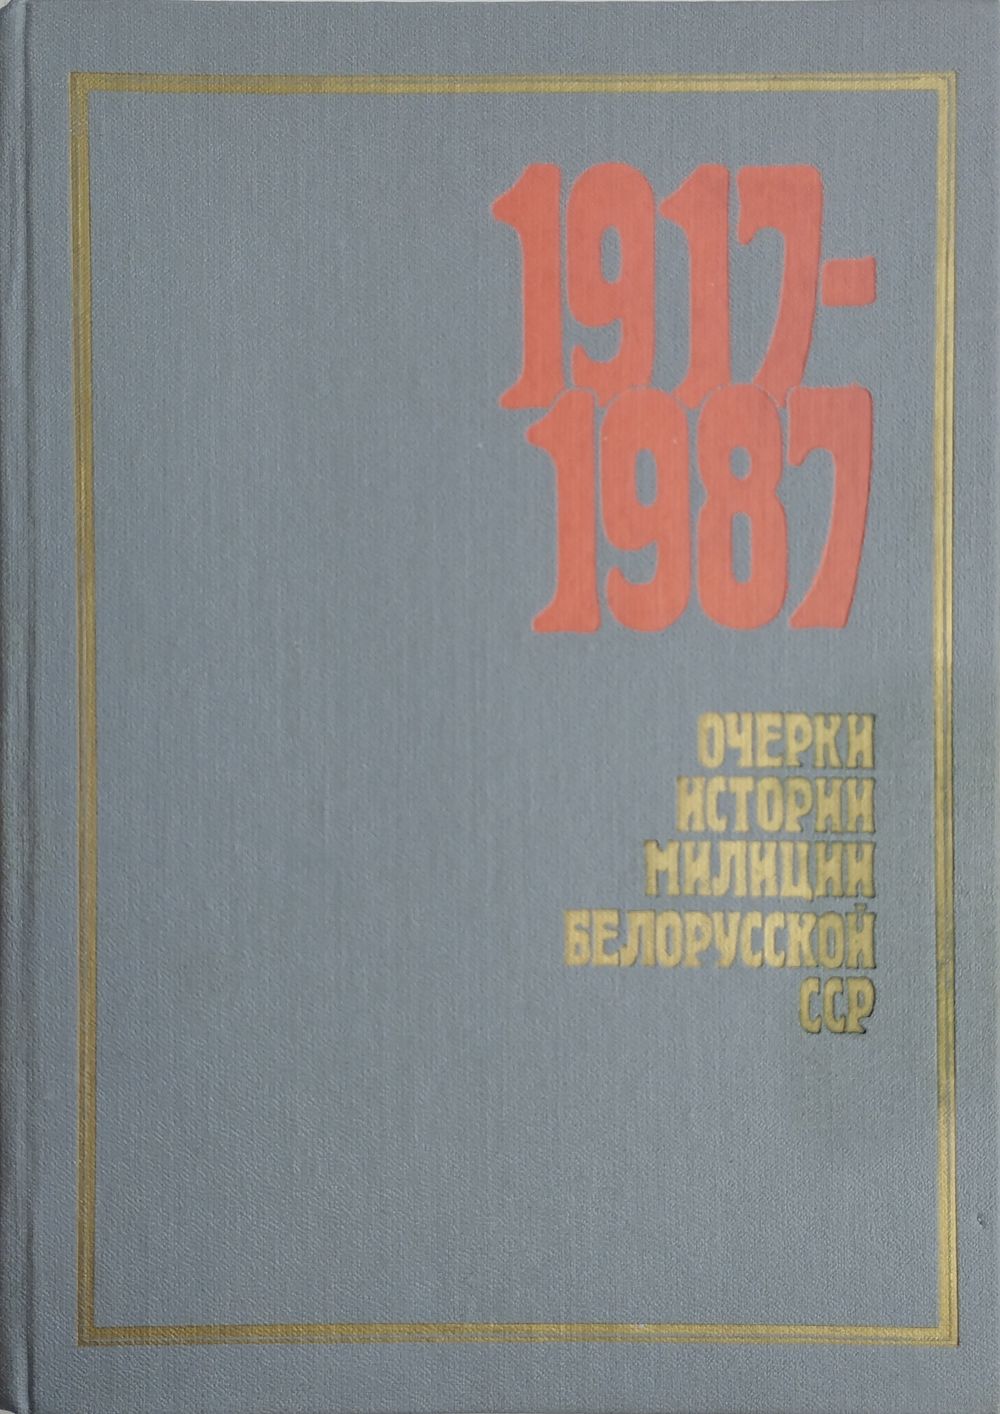 1917-
1987
ОЧЕРКИ
ИСТОРИИ
МИЛИЦИИ
БЕЛОРУССКОЙ
ССР